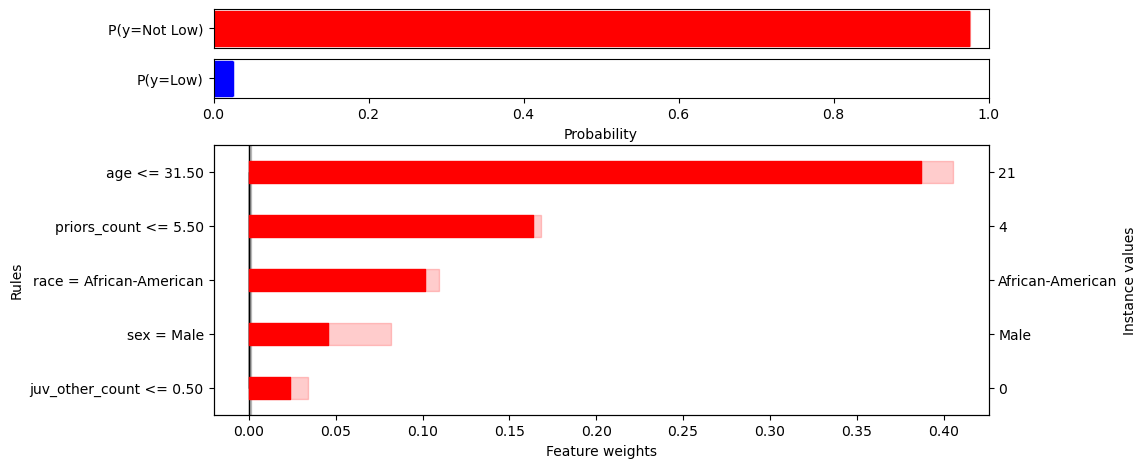 P(y=Not Low)
P(y=Low)
0.0 0.2 0.4 0.6 0.8 1.0
Probability
Rules
age <= 31.50 21
priors_count <= 5.50 4
race = African-American African-American
sex = Male Male
juv_other_count <= 0.50 0
Instance values
0.00 0.05 0.10 0.15 0.20 0.25 0.30 0.35 0.40
Feature weights